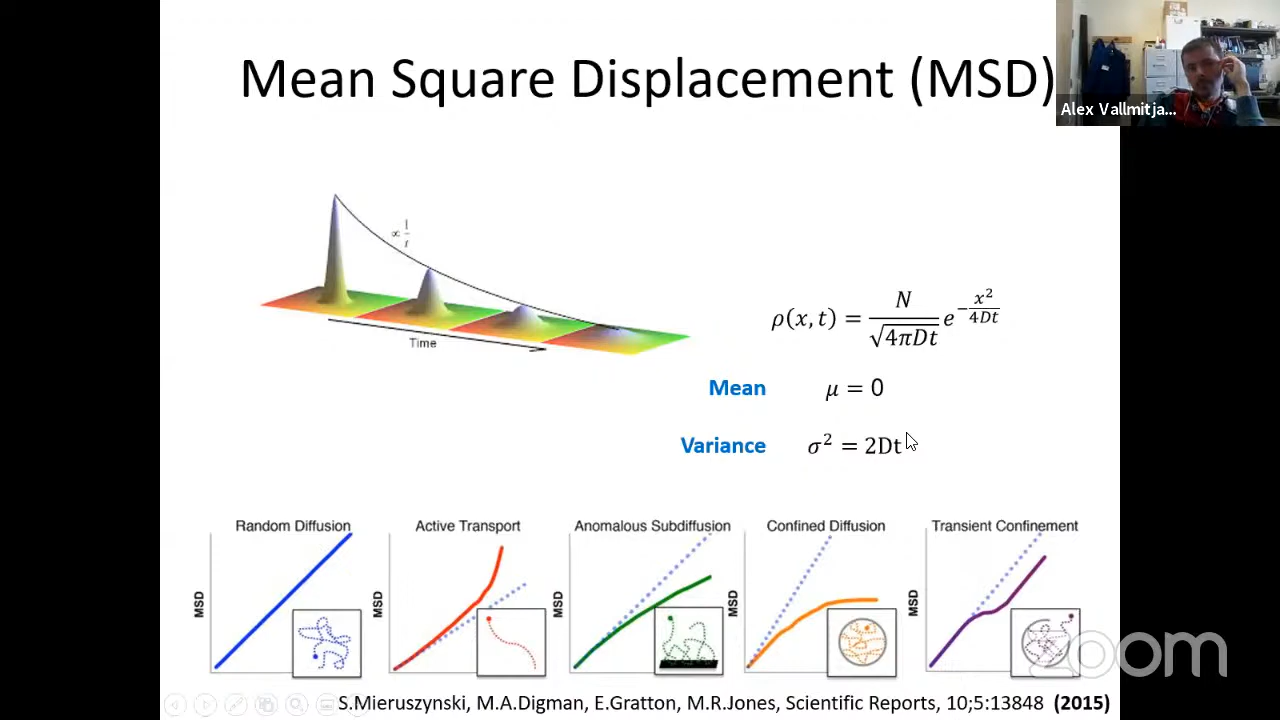 Mean Square Displacement (MSD)
Alex Vallmitja...
∝ 1/t
Time
ρ(x, t) = N/√4πDt e^−x²/4Dt
Mean μ = 0
Variance σ² = 2Dt
Random Diffusion
Active Transport
Anomalous Subdiffusion
Confined Diffusion
Transient Confinement
MSD
MSD
MSD
MSD
MSD
zoom
S.Mieruszynski, M.A.Digman, E.Gratton, M.R.Jones, Scientific Reports, 10;5:13848 (2015)